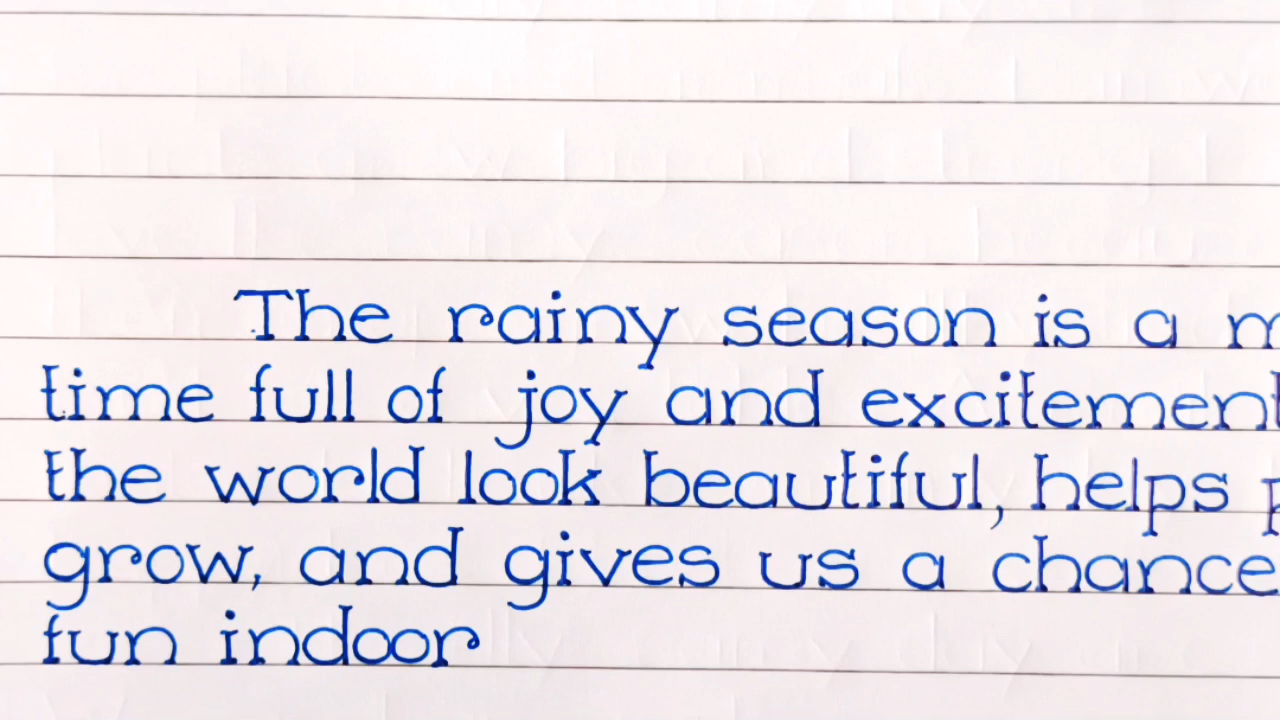 The rainy season is a m
time full of joy and excitement
the world look beautiful, helps p
grow, and gives us a chance
fun indoor